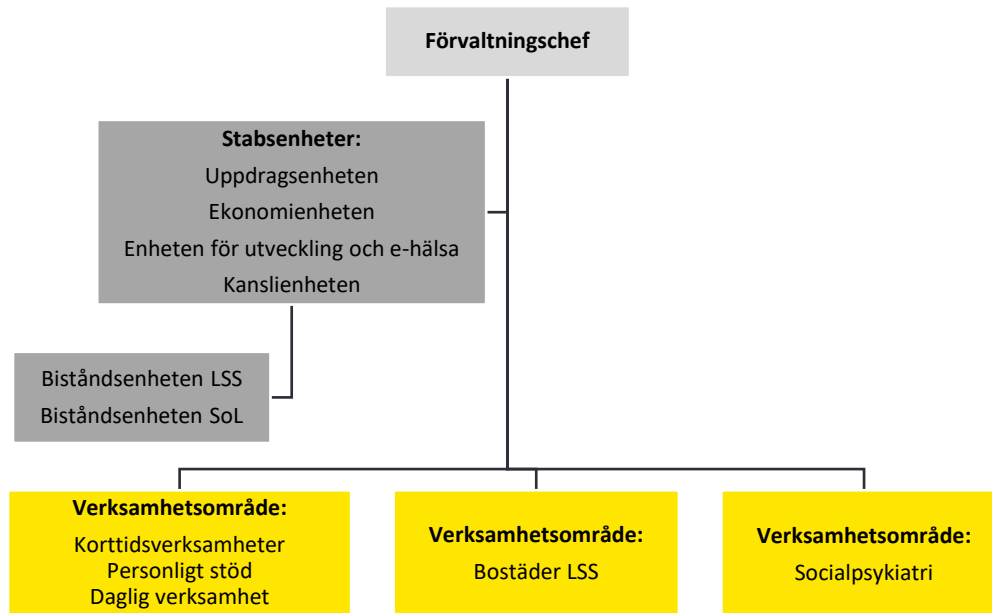 Förvaltningschef
Stabsenheter:
Uppdragsenheten
Ekonomienheten
Enheten för utveckling och e-hälsa
Kanslienheten
Biståndsenheten LSS
Biståndsenheten SoL
Verksamhetsområde:
Korttidsverksamheter
Personligt stöd
Daglig verksamhet
Verksamhetsområde:
Bostäder LSS
Verksamhetsområde:
Socialpsykiatri